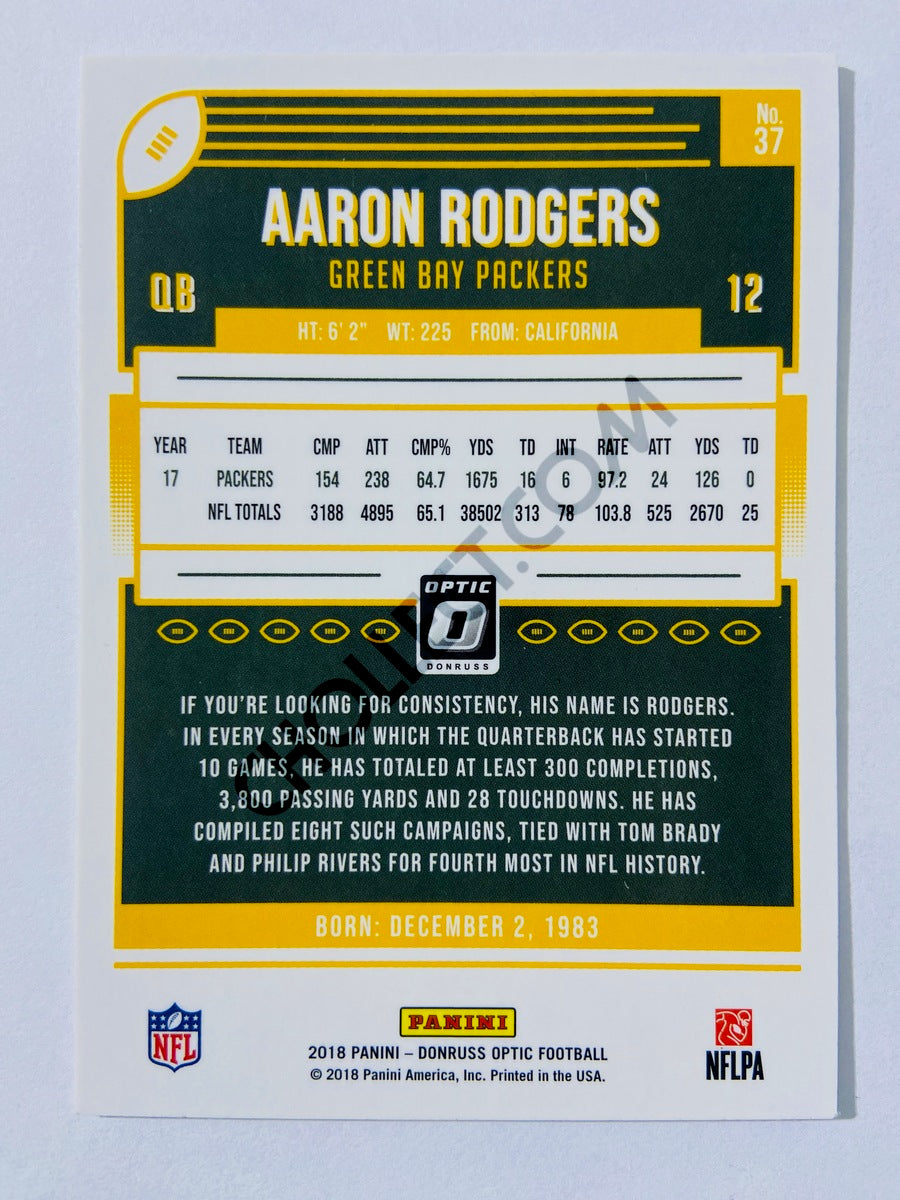 No.
37
AARON RODGERS
GREEN BAY PACKERS
QB
12
HT: 6' 2" WT: 225 FROM: CALIFORNIA
YEAR TEAM CMP ATT CMP% YDS TD INT RATE ATT YDS TD
17 PACKERS 154 238 64.7 1675 16 6 97.2 24 126 0
NFL TOTALS 3188 4895 65.1 38502 313 78 103.8 525 2670 25
OPTIC
DONRUSS
IF YOU'RE LOOKING FOR CONSISTENCY, HIS NAME IS RODGERS.
IN EVERY SEASON IN WHICH THE QUARTERBACK HAS STARTED
10 GAMES, HE HAS TOTALED AT LEAST 300 COMPLETIONS,
3,800 PASSING YARDS AND 28 TOUCHDOWNS. HE HAS
COMPILED EIGHT SUCH CAMPAIGNS, TIED WITH TOM BRADY
AND PHILIP RIVERS FOR FOURTH MOST IN NFL HISTORY.
CHOLLECT.COM
BORN: DECEMBER 2, 1983
NFL
PANINI
NFLPA
2018 PANINI – DONRUSS OPTIC FOOTBALL
© 2018 Panini America, Inc. Printed in the USA.